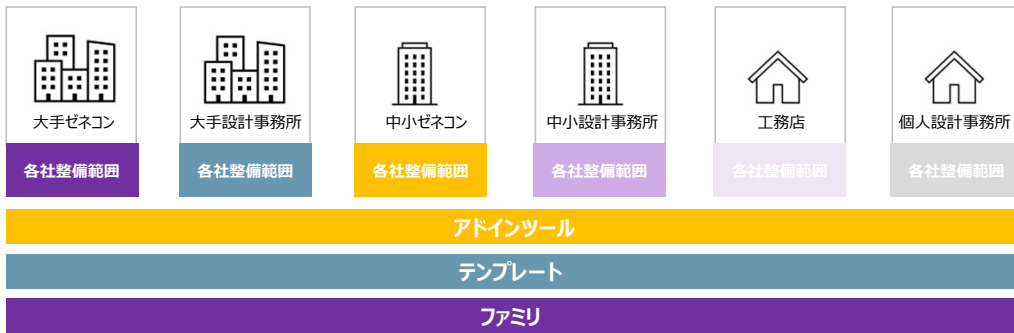 大手ゼネコン
大手設計事務所
中小ゼネコン
中小設計事務所
工務店
個人設計事務所
各社整備範囲
各社整備範囲
各社整備範囲
各社整備範囲
各社整備範囲
各社整備範囲
アドインツール
テンプレート
ファミリ